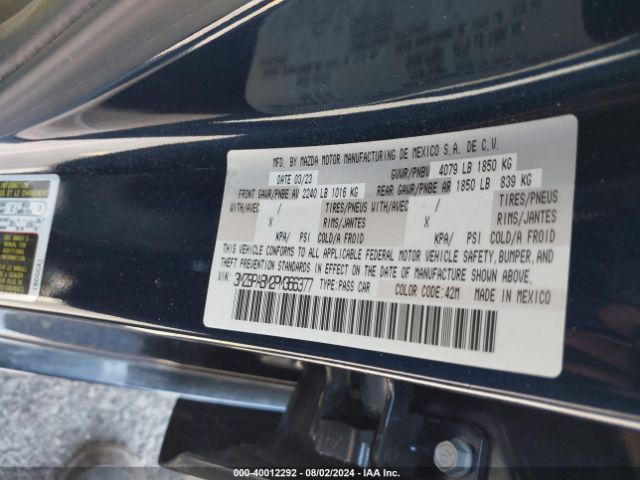 MFD. BY MAZDA MOTOR MANUFACTURING DE MEXICO S.A. DE C.V.
DATE 03/23 GVWR/PNBV 4079 LB 1850 KG
FRONT GAWR/PNBE AV 2240 LB 1016 KG REAR GAWR/PNBE AR 1850 LB 839 KG
WITH/AVEC / TIRES/PNEUS WITH/AVEC / TIRES/PNEUS
X RIMS/JANTES X RIMS/JANTES
KPA/ PSI COLD/A FROID KPA/ PSI COLD/A FROID
THIS VEHICLE CONFORMS TO ALL APPLICABLE FEDERAL MOTOR VEHICLE SAFETY, BUMPER, AND
THEFT PREVENTION STANDARDS IN EFFECT ON THE DATE OF MANUFACTURE SHOWN ABOVE.
VIN: 3MZBPABM2PM366377 TYPE:PASS CAR COLOR CODE:42M MADE IN MEXICO
000-40012292 - 08/02/2024 - IAA Inc.